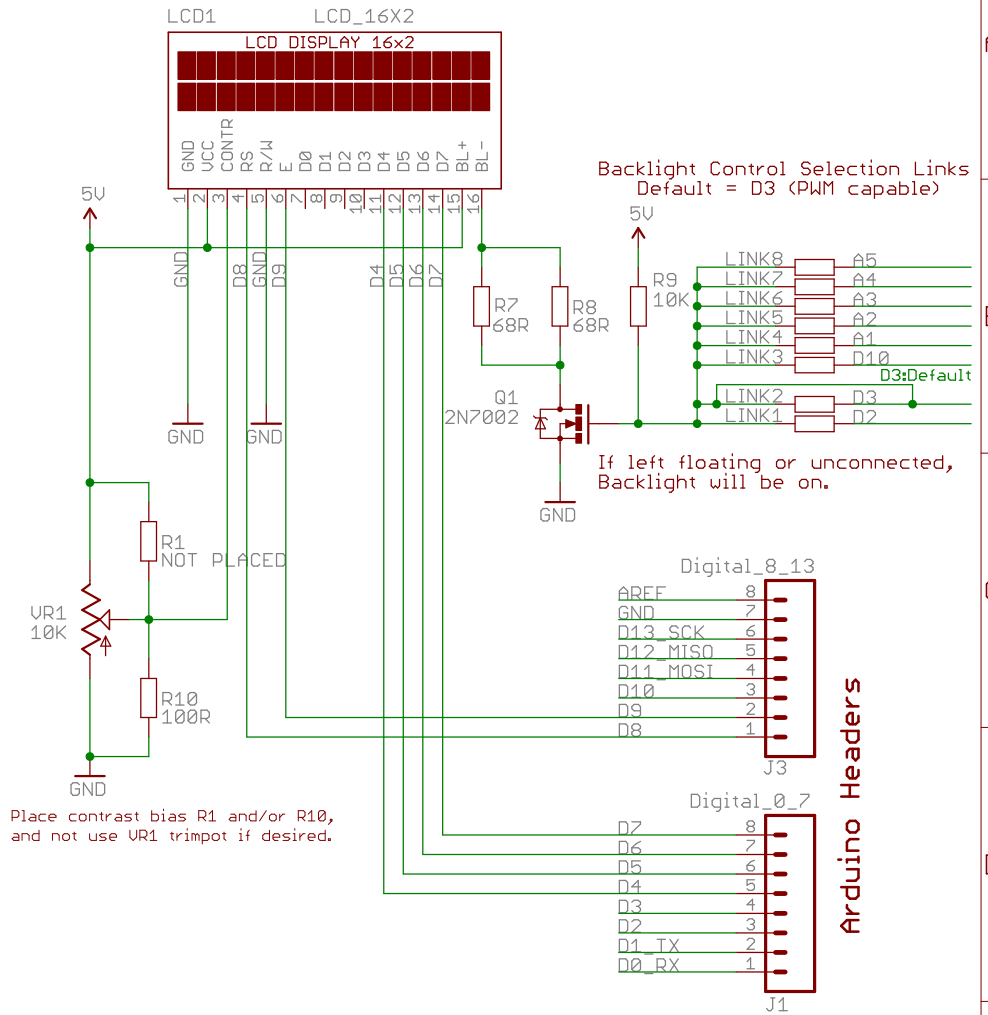 LCD1
LCD_16X2
LCD DISPLAY 16x2
GND
VCC
CONTR
RS
R/W
E
D0
D1
D2
D3
D4
D5
D6
D7
BL+
BL-
1
2
3
4
5
6
7
8
9
10
11
12
13
14
15
16
GND
D8
GND
D9
D4
D5
D6
D7
5V
Backlight Control Selection Links
Default = D3 (PWM capable)
5V
R9
10K
R7
68R
R8
68R
LINK8 A5
LINK7 A4
LINK6 A3
LINK5 A2
LINK4 A1
LINK3 D10
D3:Default
LINK2 D3
LINK1 D2
Q1
2N7002
GND
GND
GND
If left floating or unconnected,
Backlight will be on.
R1
NOT PLACED
VR1
10K
R10
100R
GND
Place contrast bias R1 and/or R10,
and not use VR1 trimpot if desired.
Digital_8_13
AREF 8
GND 7
D13_SCK 6
D12_MISO 5
D11_MOSI 4
D10 3
D9 2
D8 1
J3
Digital_0_7
D7 8
D6 7
D5 6
D4 5
D3 4
D2 3
D1_TX 2
D0_RX 1
J1
Arduino Headers